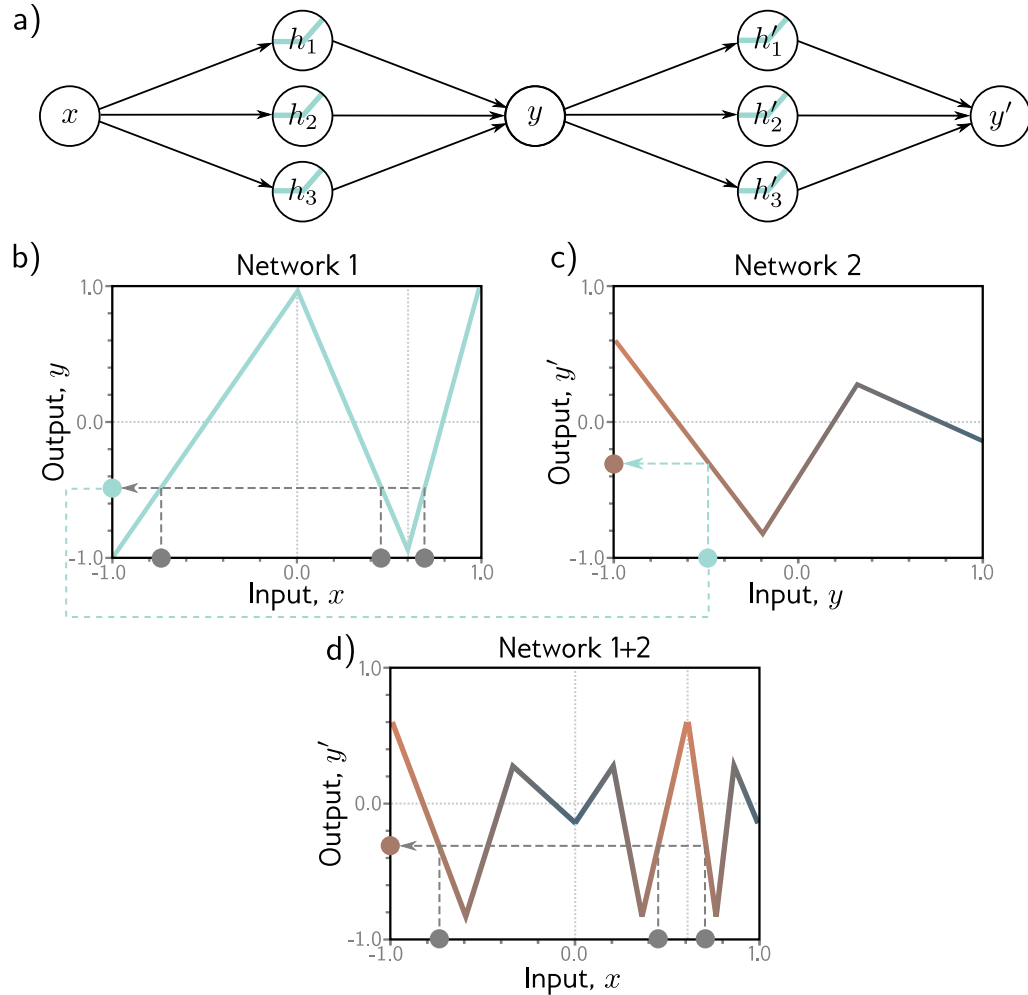 a)
h₁
h′₁
x
h₂
y
h′₂
y′
h₃
h′₃
b)
Network 1
1.0
0.0
-1.0
Output, y
-1.0
0.0
1.0
Input, x
c)
Network 2
1.0
0.0
-1.0
Output, y′
-1.0
0.0
1.0
Input, y
d)
Network 1+2
1.0
0.0
-1.0
Output, y′
-1.0
0.0
1.0
Input, x